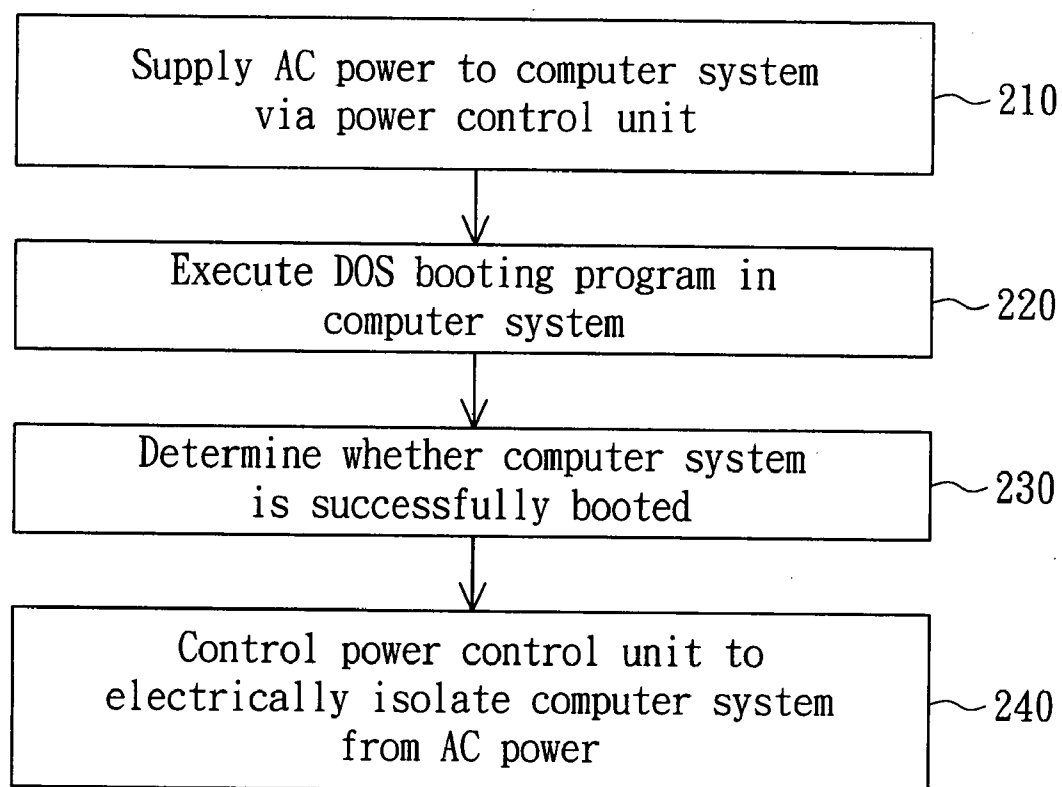 Supply AC power to computer system
via power control unit
210
Execute DOS booting program in
computer system
220
Determine whether computer system
is successfully booted
230
Control power control unit to
electrically isolate computer system
from AC power
240